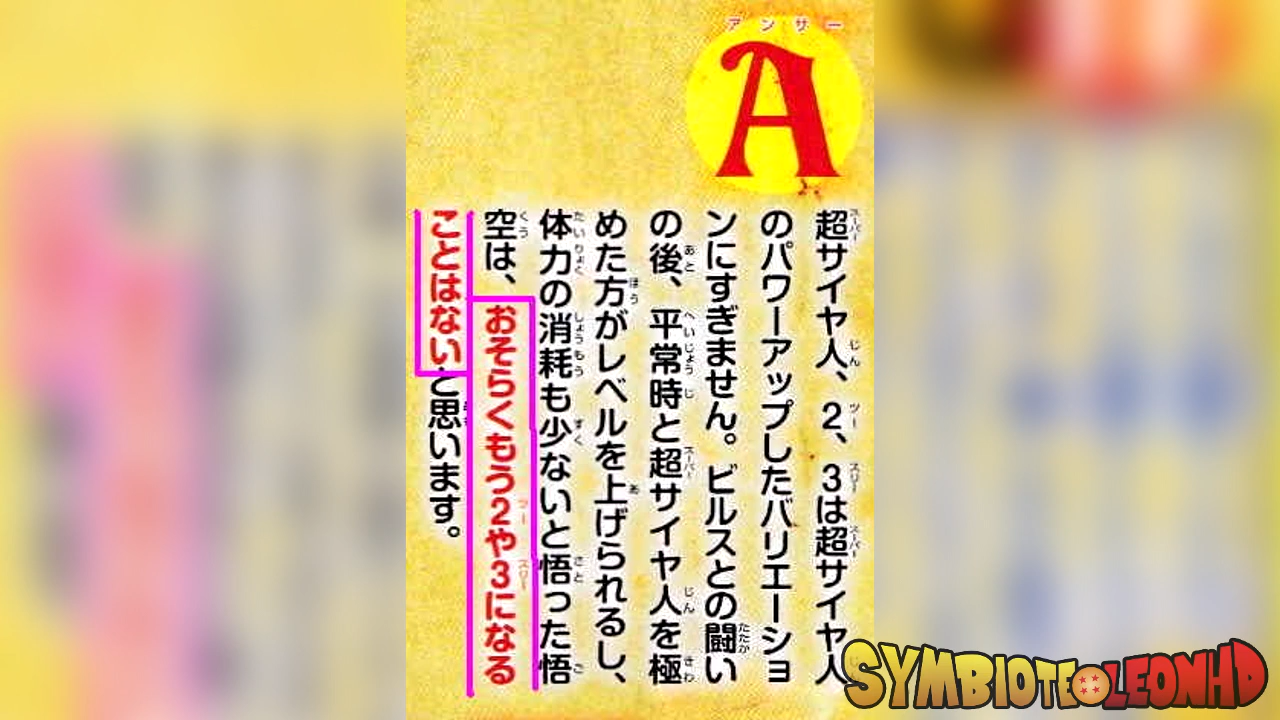 アンサー
A
超サイヤ人、2、3は超サイヤ人
のパワーアップしたバリエーショ
ンにすぎません。ビルスとの闘い
の後、平常時と超サイヤ人を極
めた方がレベルを上げられるし、
体力の消耗も少ないと悟った悟
空は、おそらくもう2や3になる
ことはないと思います。
SYMBIOTELEONHD